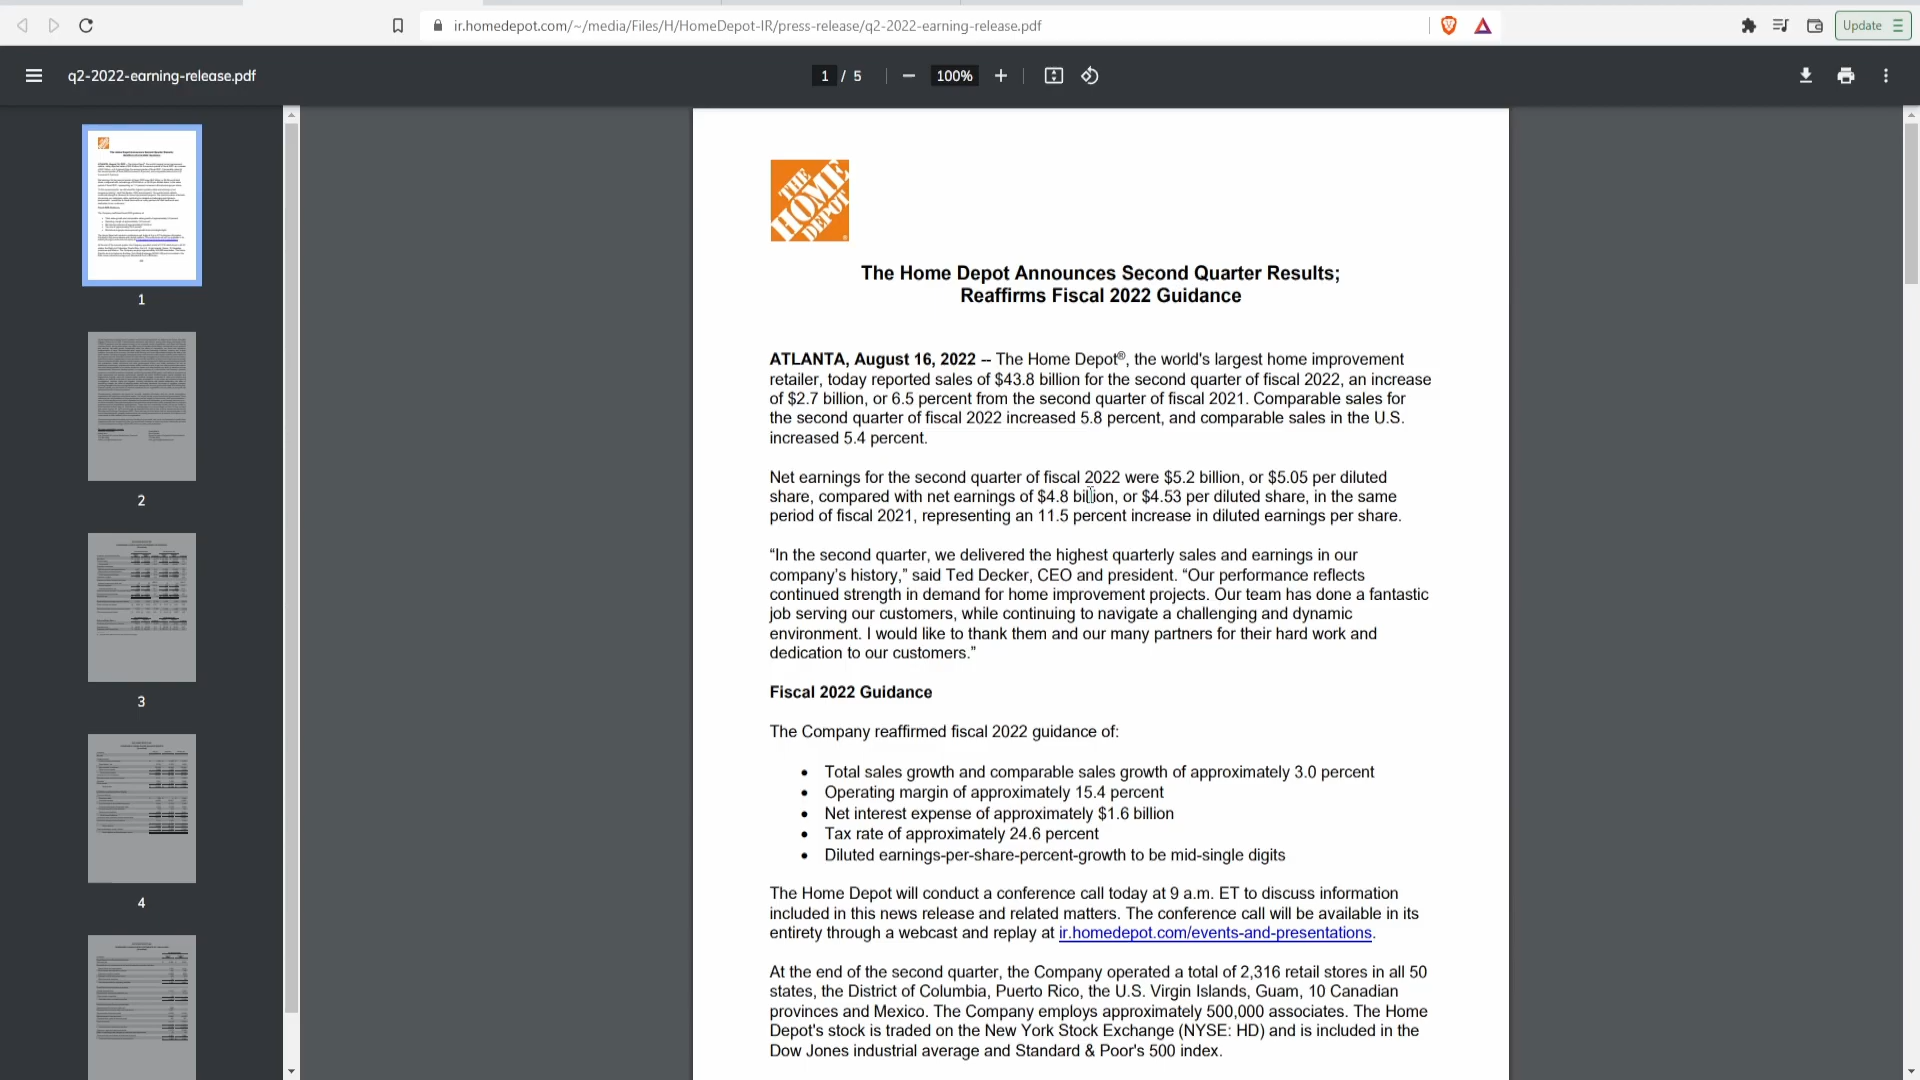 ir.homedepot.com/~/media/Files/H/HomeDepot-IR/press-release/q2-2022-earning-release.pdf
Update
q2-2022-earning-release.pdf
1 / 5
100%
THE HOME DEPOT
The Home Depot Announces Second Quarter Results;
Reaffirms Fiscal 2022 Guidance
ATLANTA, August 16, 2022 -- The Home Depot®, the world's largest home improvement
retailer, today reported sales of $43.8 billion for the second quarter of fiscal 2022, an increase
of $2.7 billion, or 6.5 percent from the second quarter of fiscal 2021. Comparable sales for
the second quarter of fiscal 2022 increased 5.8 percent, and comparable sales in the U.S.
increased 5.4 percent.
Net earnings for the second quarter of fiscal 2022 were $5.2 billion, or $5.05 per diluted
share, compared with net earnings of $4.8 billion, or $4.53 per diluted share, in the same
period of fiscal 2021, representing an 11.5 percent increase in diluted earnings per share.
“In the second quarter, we delivered the highest quarterly sales and earnings in our
company’s history,” said Ted Decker, CEO and president. “Our performance reflects
continued strength in demand for home improvement projects. Our team has done a fantastic
job serving our customers, while continuing to navigate a challenging and dynamic
environment. I would like to thank them and our many partners for their hard work and
dedication to our customers.”
Fiscal 2022 Guidance
The Company reaffirmed fiscal 2022 guidance of:
• Total sales growth and comparable sales growth of approximately 3.0 percent
• Operating margin of approximately 15.4 percent
• Net interest expense of approximately $1.6 billion
• Tax rate of approximately 24.6 percent
• Diluted earnings-per-share-percent-growth to be mid-single digits
The Home Depot will conduct a conference call today at 9 a.m. ET to discuss information
included in this news release and related matters. The conference call will be available in its
entirety through a webcast and replay at ir.homedepot.com/events-and-presentations.
At the end of the second quarter, the Company operated a total of 2,316 retail stores in all 50
states, the District of Columbia, Puerto Rico, the U.S. Virgin Islands, Guam, 10 Canadian
provinces and Mexico. The Company employs approximately 500,000 associates. The Home
Depot's stock is traded on the New York Stock Exchange (NYSE: HD) and is included in the
Dow Jones industrial average and Standard & Poor's 500 index.
1
2
3
4